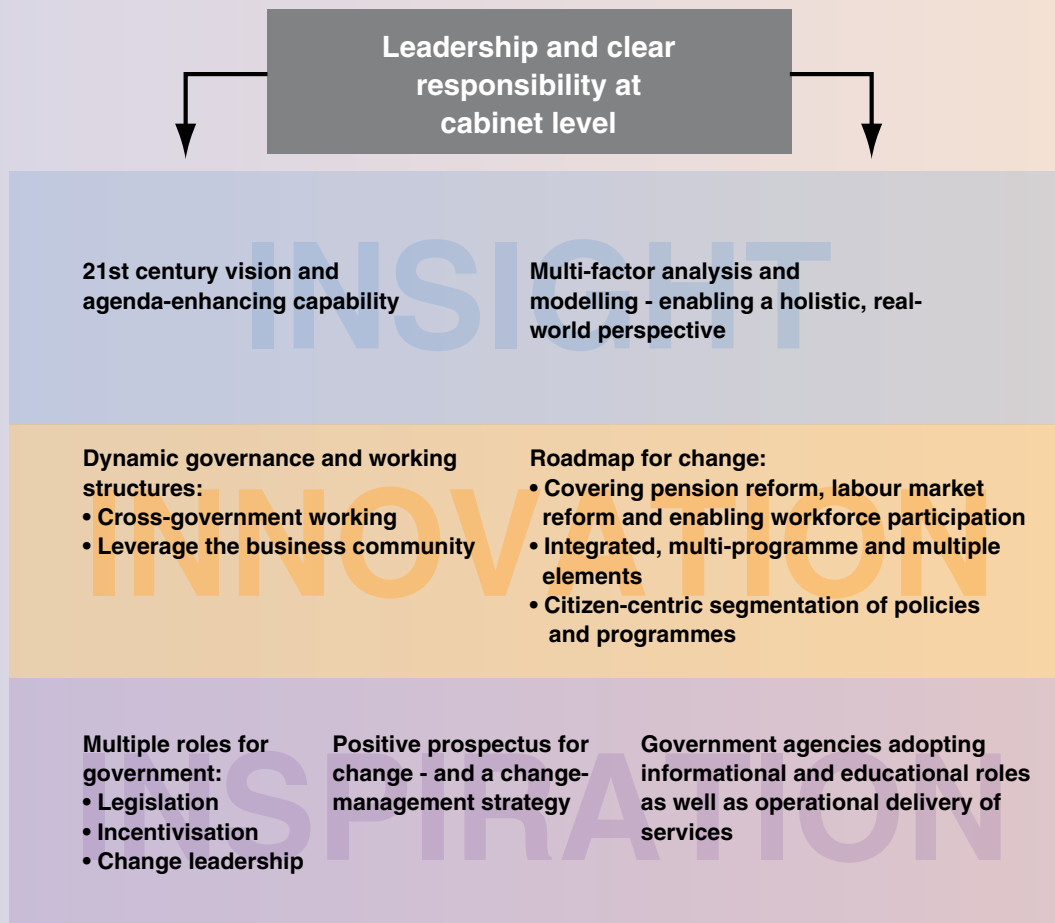 Leadership and clear
responsibility at
cabinet level
INSIGHT
21st century vision and
agenda-enhancing capability
Multi-factor analysis and
modelling - enabling a holistic, real-
world perspective
INNOVATION
Dynamic governance and working
structures:
• Cross-government working
• Leverage the business community
Roadmap for change:
• Covering pension reform, labour market
reform and enabling workforce participation
• Integrated, multi-programme and multiple
elements
• Citizen-centric segmentation of policies
and programmes
INSPIRATION
Multiple roles for
government:
• Legislation
• Incentivisation
• Change leadership
Positive prospectus for
change - and a change-
management strategy
Government agencies adopting
informational and educational roles
as well as operational delivery of
services